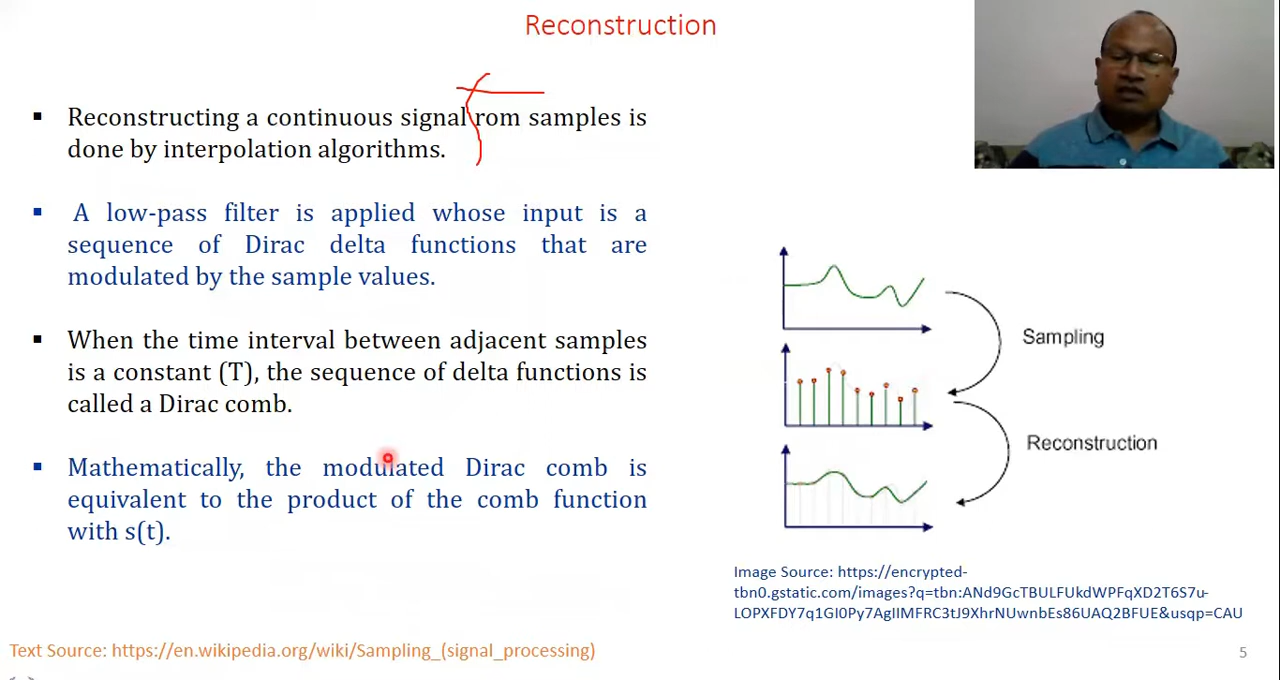 Reconstruction
▪ Reconstructing a continuous signal rom samples is
done by interpolation algorithms.
▪ A low-pass filter is applied whose input is a
sequence of Dirac delta functions that are
modulated by the sample values.
▪ When the time interval between adjacent samples
is a constant (T), the sequence of delta functions is
called a Dirac comb.
▪ Mathematically, the modulated Dirac comb is
equivalent to the product of the comb function
with s(t).
Sampling
Reconstruction
Image Source: https://encrypted-
tbn0.gstatic.com/images?q=tbn:ANd9GcTBULFUkdWPFqXD2T6S7u-
LOPXFDY7q1GI0Py7AgIIMFRC3tJ9XhrNUwnbEs86UAQ2BFUE&usqp=CAU
Text Source: https://en.wikipedia.org/wiki/Sampling_(signal_processing)
5